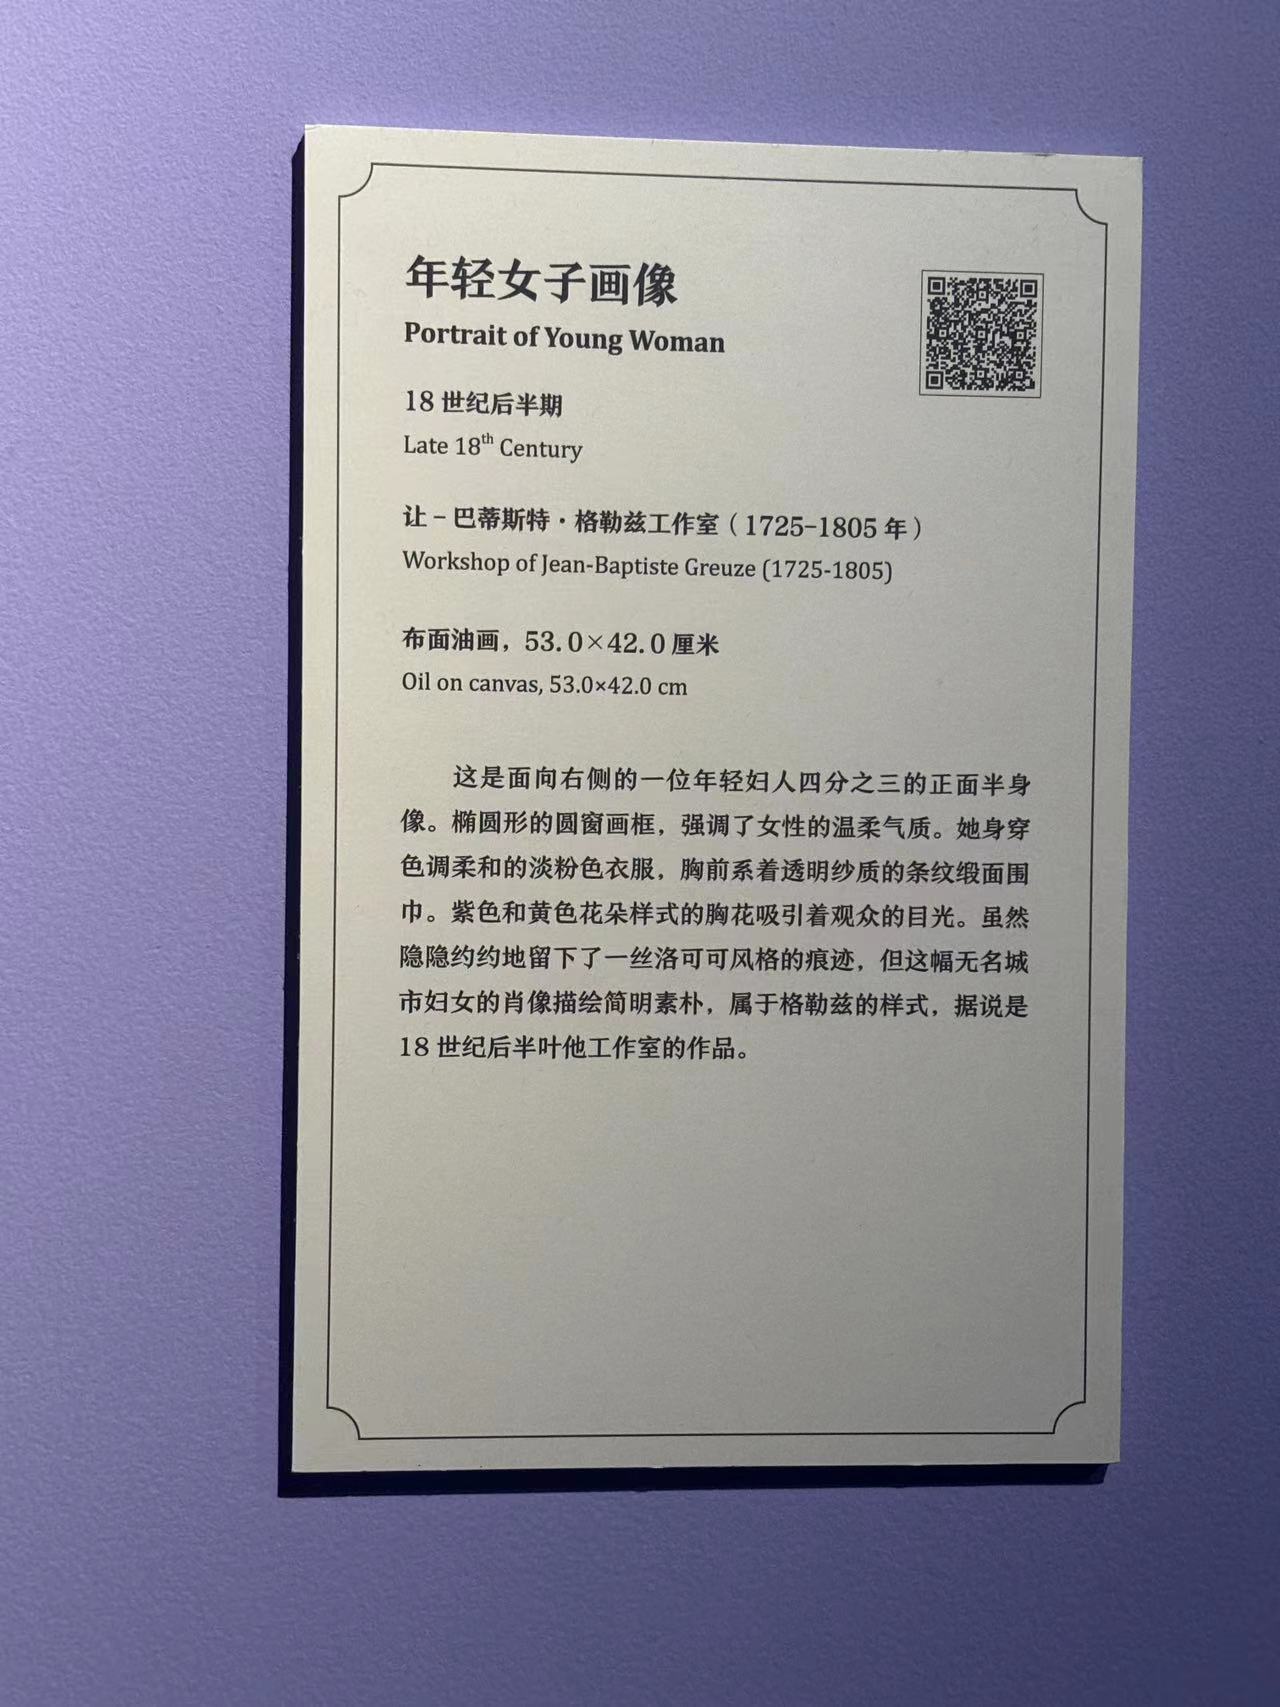 年轻女子画像
Portrait of Young Woman
18 世纪后半期
Late 18th Century
让-巴蒂斯特·格勒兹工作室（1725-1805 年）
Workshop of Jean-Baptiste Greuze (1725-1805)
布面油画，53.0×42.0 厘米
Oil on canvas, 53.0×42.0 cm
这是面向右侧的一位年轻妇人四分之三的正面半身
像。椭圆形的圆窗画框，强调了女性的温柔气质。她身穿
色调柔和的淡粉色衣服，胸前系着透明纱质的条纹缎面围
巾。紫色和黄色花朵样式的胸花吸引着观众的目光。虽然
隐隐约约地留下了一丝洛可可风格的痕迹，但这幅无名城
市妇女的肖像描绘简明素朴，属于格勒兹的样式，据说是
18 世纪后半叶他工作室的作品。